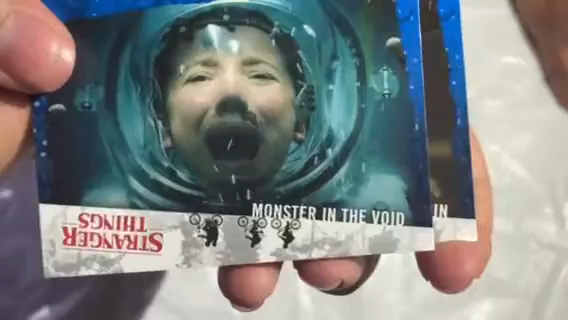 MONSTER IN THE VOID
IN
STRANGER
THINGS